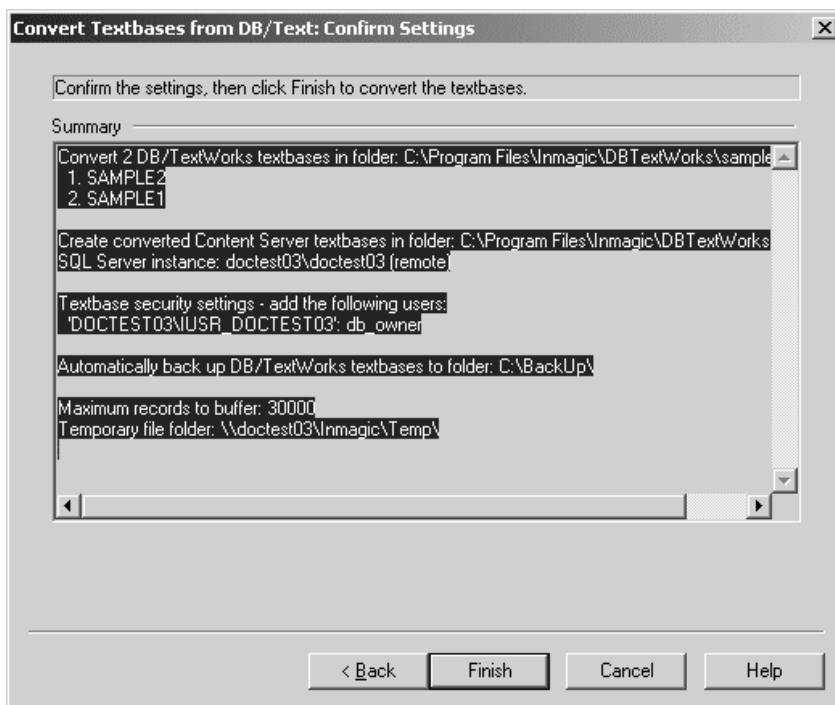 Convert Textbases from DB/Text: Confirm Settings
Confirm the settings, then click Finish to convert the textbases.
Summary
Convert 2 DB/TextWorks textbases in folder: C:\Program Files\Inmagic\DBTextWorks\sample
1. SAMPLE2
2. SAMPLE1
Create converted Content Server textbases in folder: C:\Program Files\Inmagic\DBTextWorks
SQL Server instance: doctest03\doctest03 (remote)
Textbase security settings - add the following users:
'DOCTEST03\IUSR_DOCTEST03': db_owner
Automatically back up DB/TextWorks textbases to folder: C:\BackUp\
Maximum records to buffer: 30000
Temporary file folder: \\doctest03\Inmagic\Temp\
< Back Finish Cancel Help